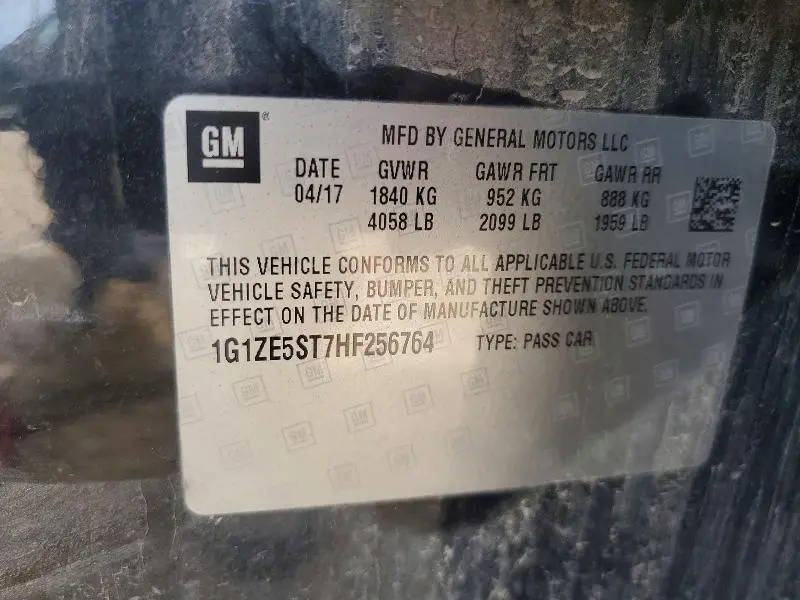 GM®
MFD BY GENERAL MOTORS LLC
DATE GVWR GAWR FRT GAWR RR
04/17 1840 KG 952 KG 888 KG
4058 LB 2099 LB 1959 LB
THIS VEHICLE CONFORMS TO ALL APPLICABLE U.S. FEDERAL MOTOR
VEHICLE SAFETY, BUMPER, AND THEFT PREVENTION STANDARDS IN
EFFECT ON THE DATE OF MANUFACTURE SHOWN ABOVE.
1G1ZE5ST7HF256764 TYPE: PASS CAR